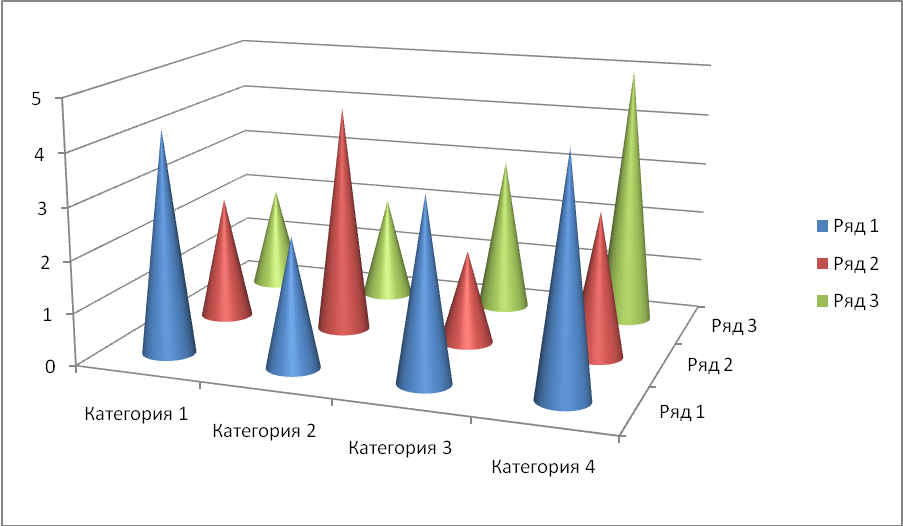 5
4
3
2
1
0
Категория 1
Категория 2
Категория 3
Категория 4
Ряд 3
Ряд 2
Ряд 1
Ряд 1
Ряд 2
Ряд 3